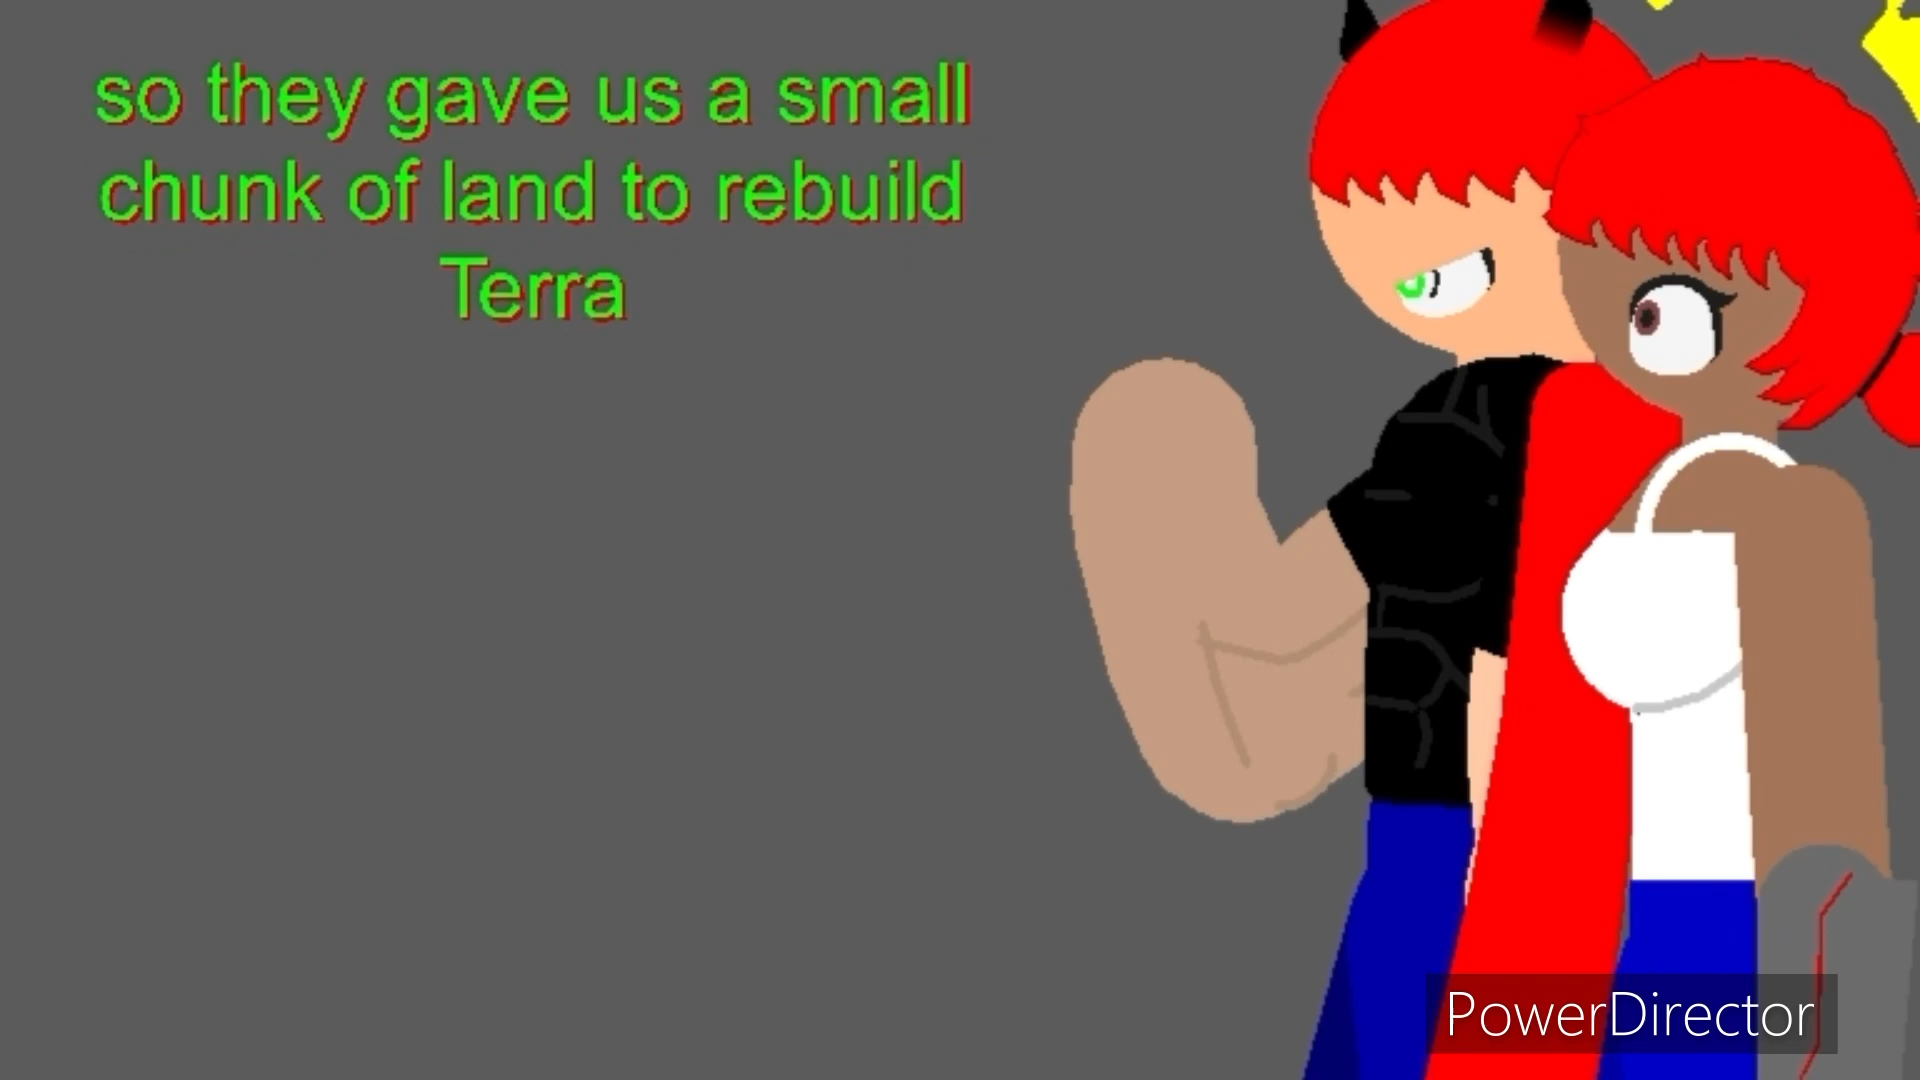 so they gave us a small
chunk of land to rebuild
Terra
PowerDirector